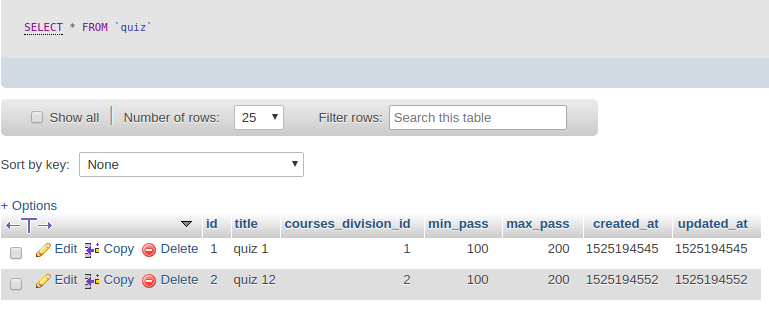 SELECT * FROM `quiz`
Show all Number of rows: 25 Filter rows: Search this table
Sort by key: None
+ Options
id title courses_division_id min_pass max_pass created_at updated_at
Edit Copy Delete 1 quiz 1 1 100 200 1525194545 1525194545
Edit Copy Delete 2 quiz 12 2 100 200 1525194552 1525194552